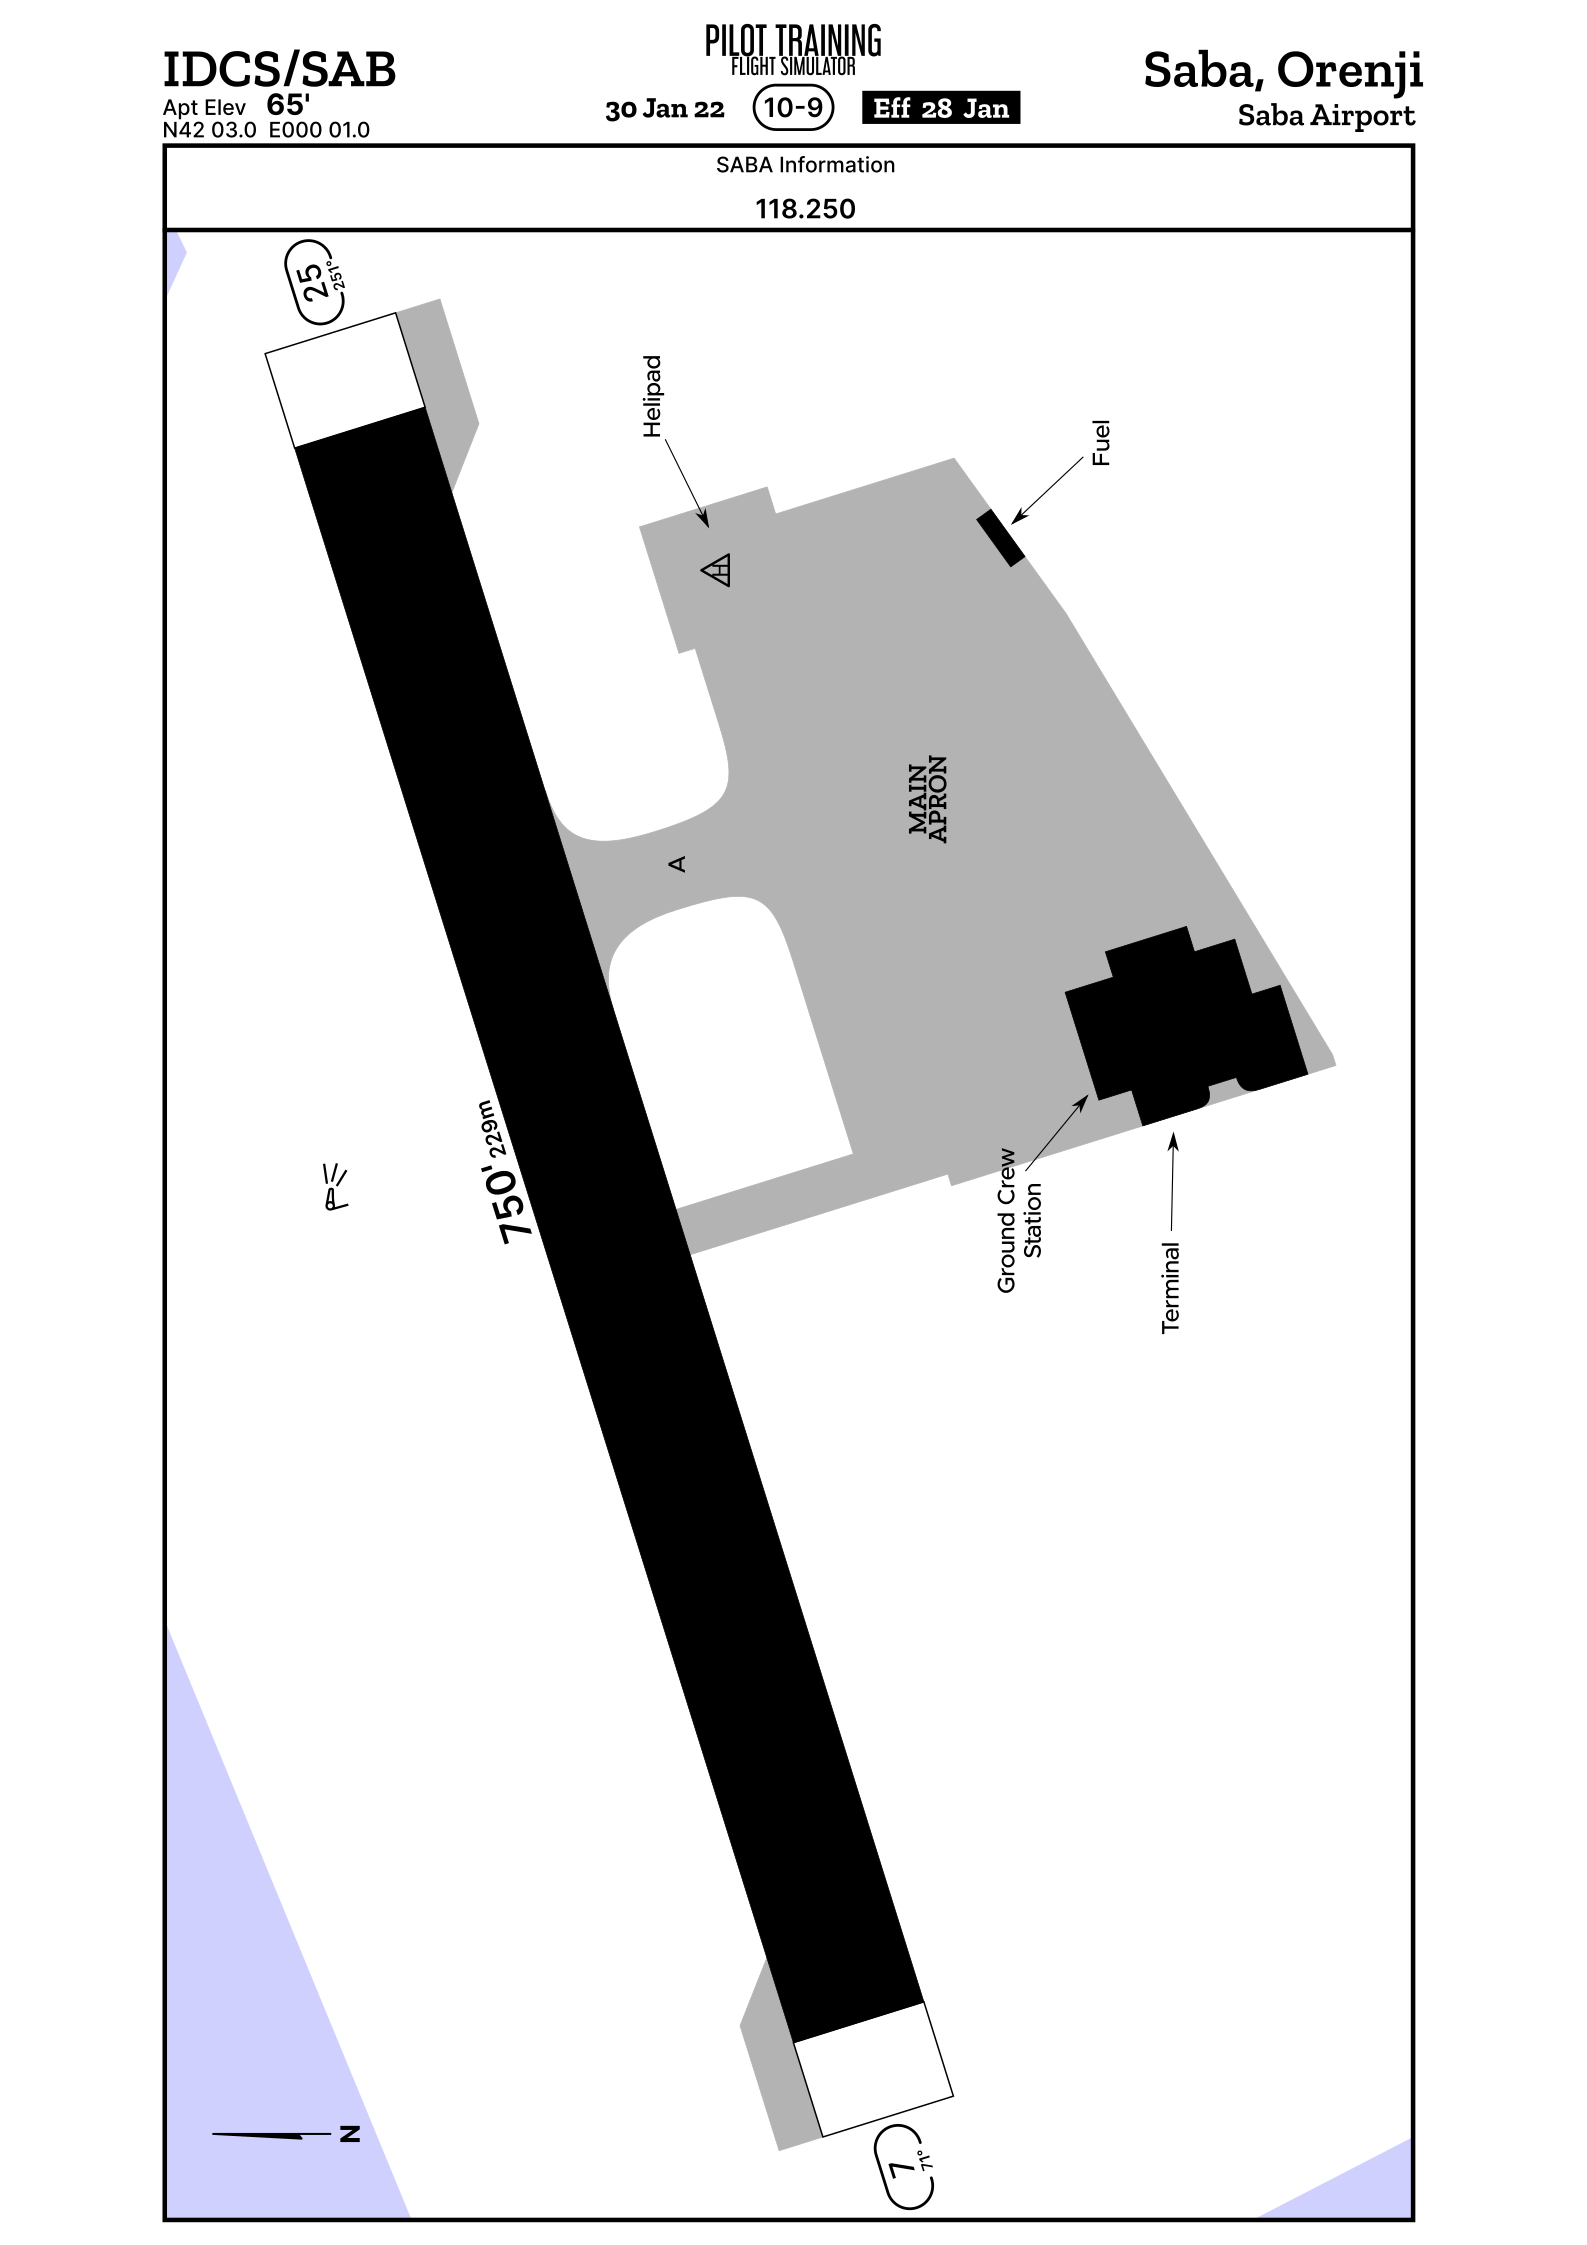 IDCS/SAB
Apt Elev 65'
N42 03.0 E000 01.0
PILOT TRAINING
FLIGHT SIMULATOR
30 Jan 22 10-9 Eff 28 Jan
Saba, Orenji
Saba Airport
SABA Information
118.250
25
251°
Helipad
H
Fuel
MAIN
APRON
A
750' 229m
Ground Crew
Station
Terminal
N
7
71°